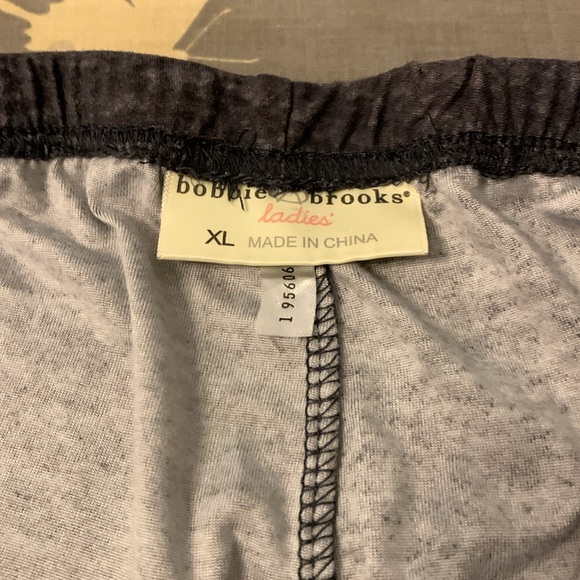 bobbie brooks®
ladies'
XL MADE IN CHINA
195606